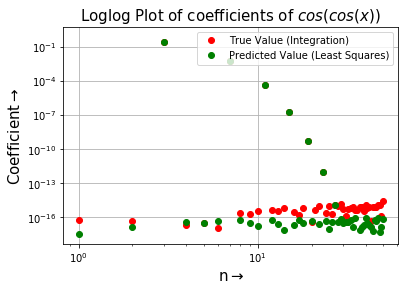 Loglog Plot of coefficients of cos(cos(x))
True Value (Integration)
Predicted Value (Least Squares)
Coefficient→
10⁻¹
10⁻⁴
10⁻⁷
10⁻¹⁰
10⁻¹³
10⁻¹⁶
10⁰
10¹
n→